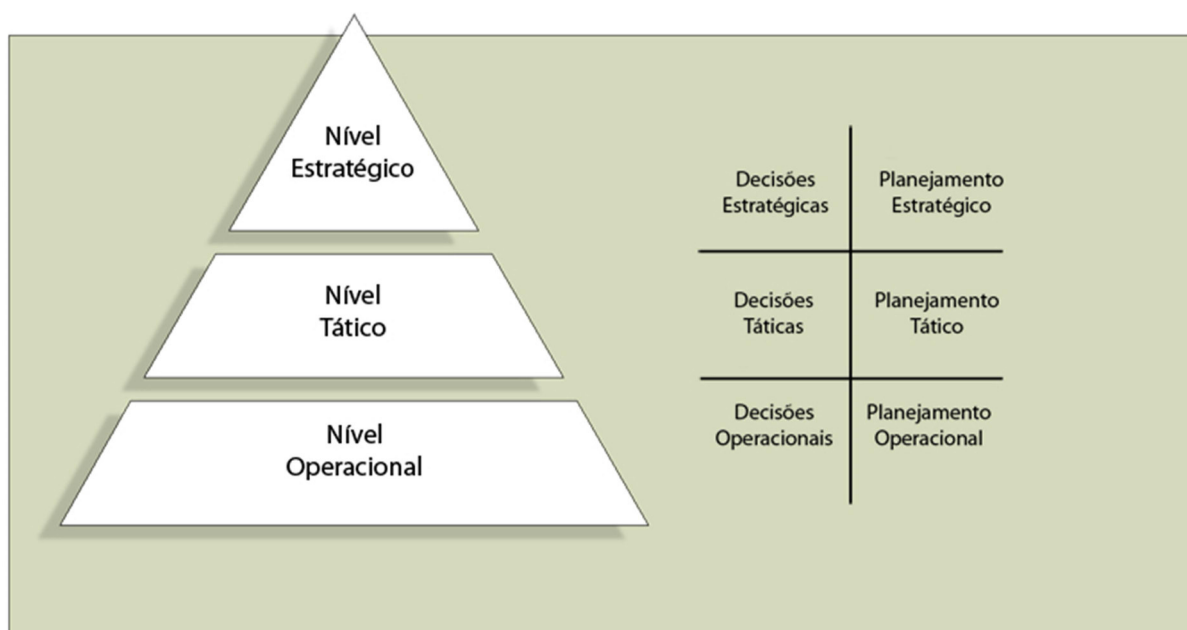 Nível
Estratégico
Nível
Tático
Nível
Operacional
Decisões
Estratégicas
Planejamento
Estratégico
Decisões
Táticas
Planejamento
Tático
Decisões
Operacionais
Planejamento
Operacional